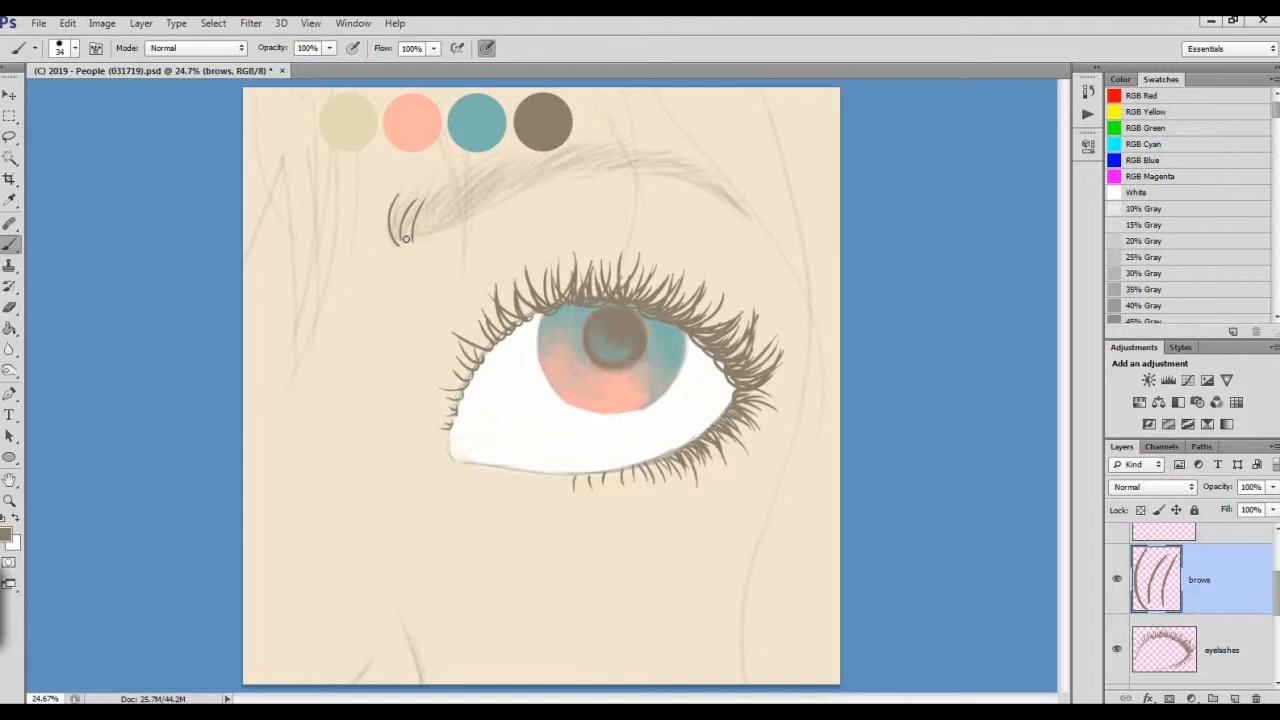 Ps File Edit Image Layer Type Select Filter 3D View Window Help
34 Mode: Normal Opacity: 100% Flow: 100% Essentials
(C) 2019 - People (031719).psd @ 24.7% (brows, RGB/8) * ×
Color Swatches
RGB Red
RGB Yellow
RGB Green
RGB Cyan
RGB Blue
RGB Magenta
White
10% Gray
15% Gray
20% Gray
25% Gray
30% Gray
35% Gray
40% Gray
45% Gray
Adjustments Styles
Add an adjustment
Layers Channels Paths
Kind
Normal Opacity: 100%
Lock: Fill: 100%
brows
eyelashes
24.67% Doc: 25.7M/44.2M